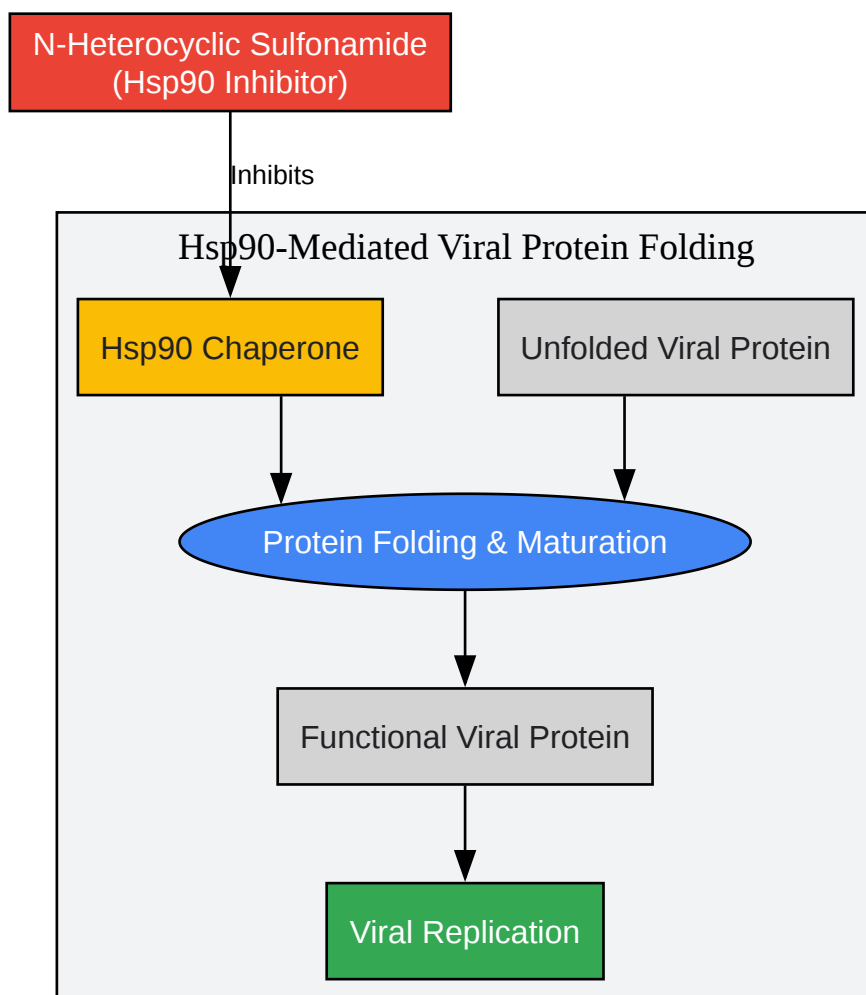 N-Heterocyclic Sulfonamide
(Hsp90 Inhibitor)
Inhibits
Hsp90-Mediated Viral Protein Folding
Hsp90 Chaperone
Unfolded Viral Protein
Protein Folding & Maturation
Functional Viral Protein
Viral Replication